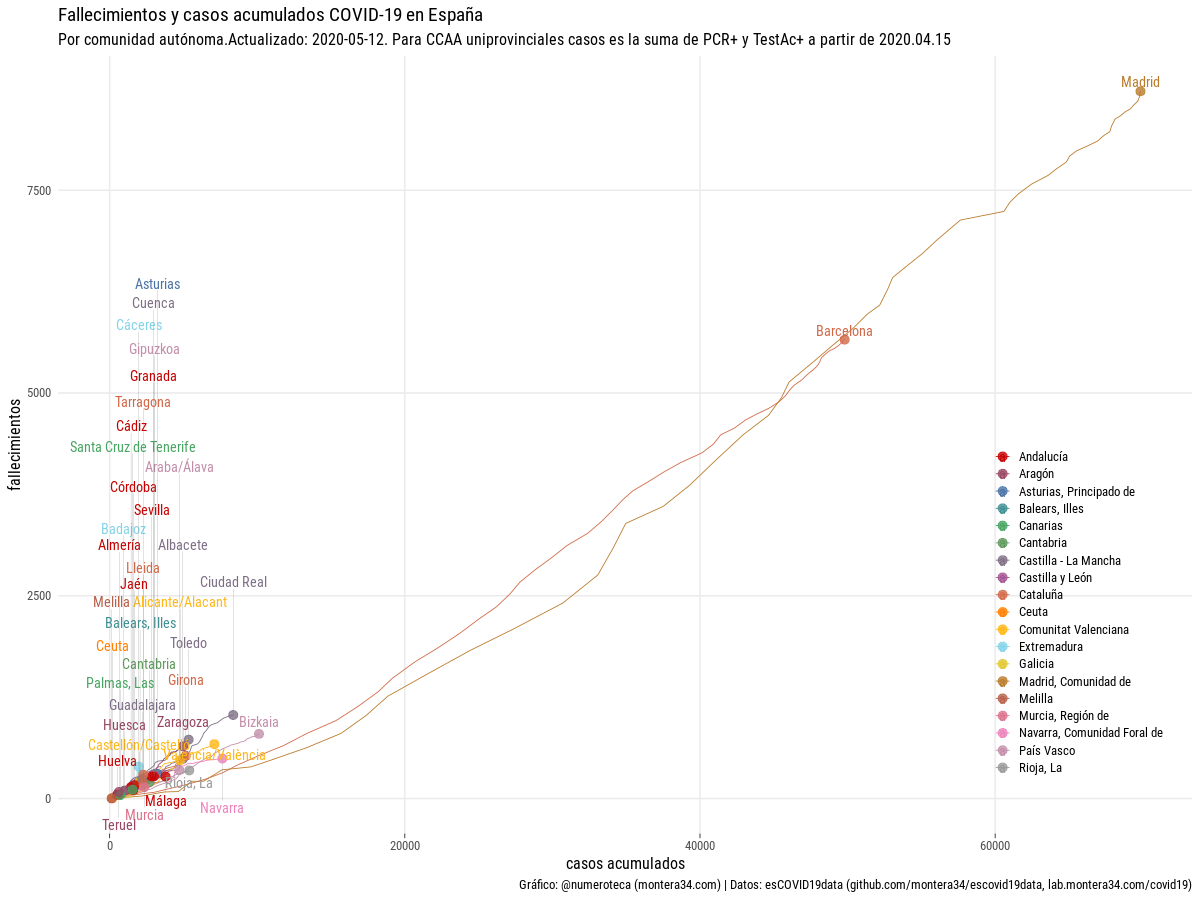 Fallecimientos y casos acumulados COVID-19 en España
Por comunidad autónoma.Actualizado: 2020-05-12. Para CCAA uniprovinciales casos es la suma de PCR+ y TestAc+ a partir de 2020.04.15
Madrid
7500
Asturias
Cuenca
Cáceres
Barcelona
Gipuzkoa
Granada
5000
Tarragona
Cádiz
Santa Cruz de Tenerife
Araba/Álava
Córdoba
Sevilla
Badajoz
Almería
Albacete
Lleida
Jaén
Ciudad Real
2500
Melilla
Alicante/Alacant
Balears, Illes
Ceuta
Toledo
Cantabria
Palmas, Las
Girona
Guadalajara
Huesca
Zaragoza
Bizkaia
Castellón/Castelló
Valencia/València
Huelva
Rioja, La
0
Málaga
Navarra
Murcia
Teruel
fallecimientos
Andalucía
Aragón
Asturias, Principado de
Balears, Illes
Canarias
Cantabria
Castilla - La Mancha
Castilla y León
Cataluña
Ceuta
Comunitat Valenciana
Extremadura
Galicia
Madrid, Comunidad de
Melilla
Murcia, Región de
Navarra, Comunidad Foral de
País Vasco
Rioja, La
0
20000
40000
60000
casos acumulados
Gráfico: @numeroteca (montera34.com) | Datos: esCOVID19data (github.com/montera34/escovid19data, lab.montera34.com/covid19)